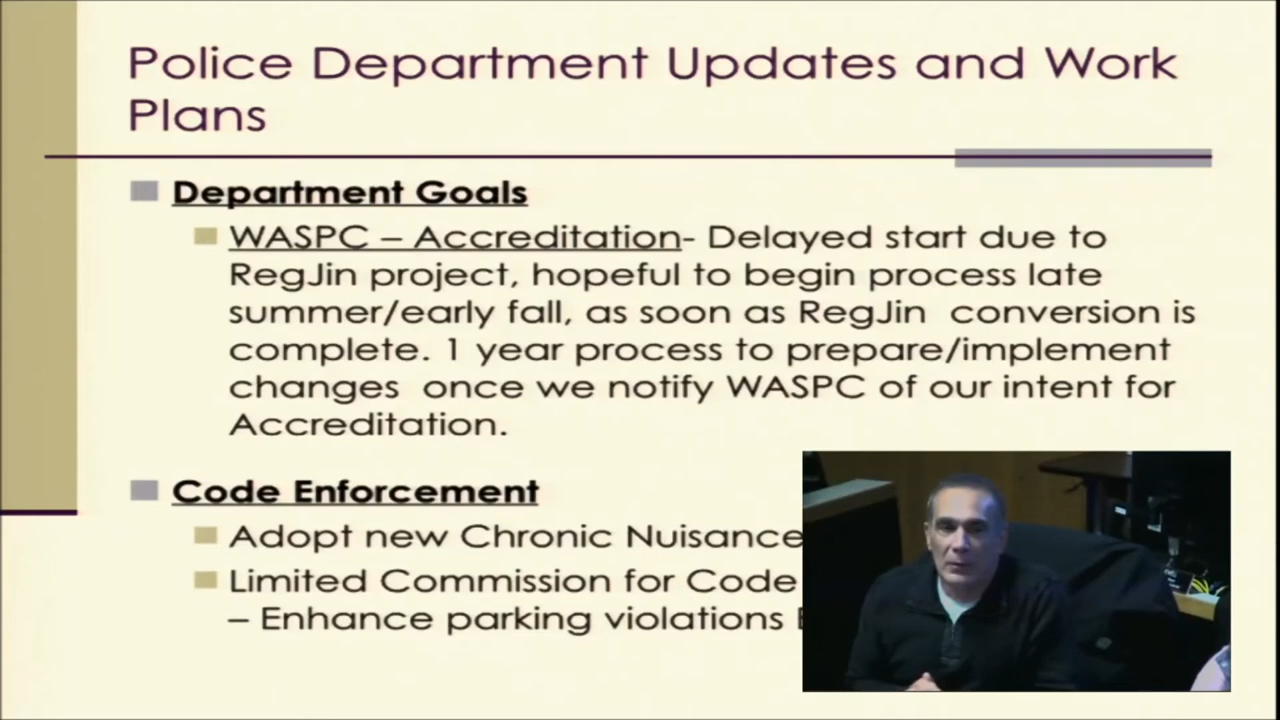 Police Department Updates and Work
Plans
Department Goals
WASPC – Accreditation- Delayed start due to
RegJin project, hopeful to begin process late
summer/early fall, as soon as RegJin  conversion is
complete. 1 year process to prepare/implement
changes  once we notify WASPC of our intent for
Accreditation.
Code Enforcement
Adopt new Chronic Nuisance
Limited Commission for Code
– Enhance parking violations